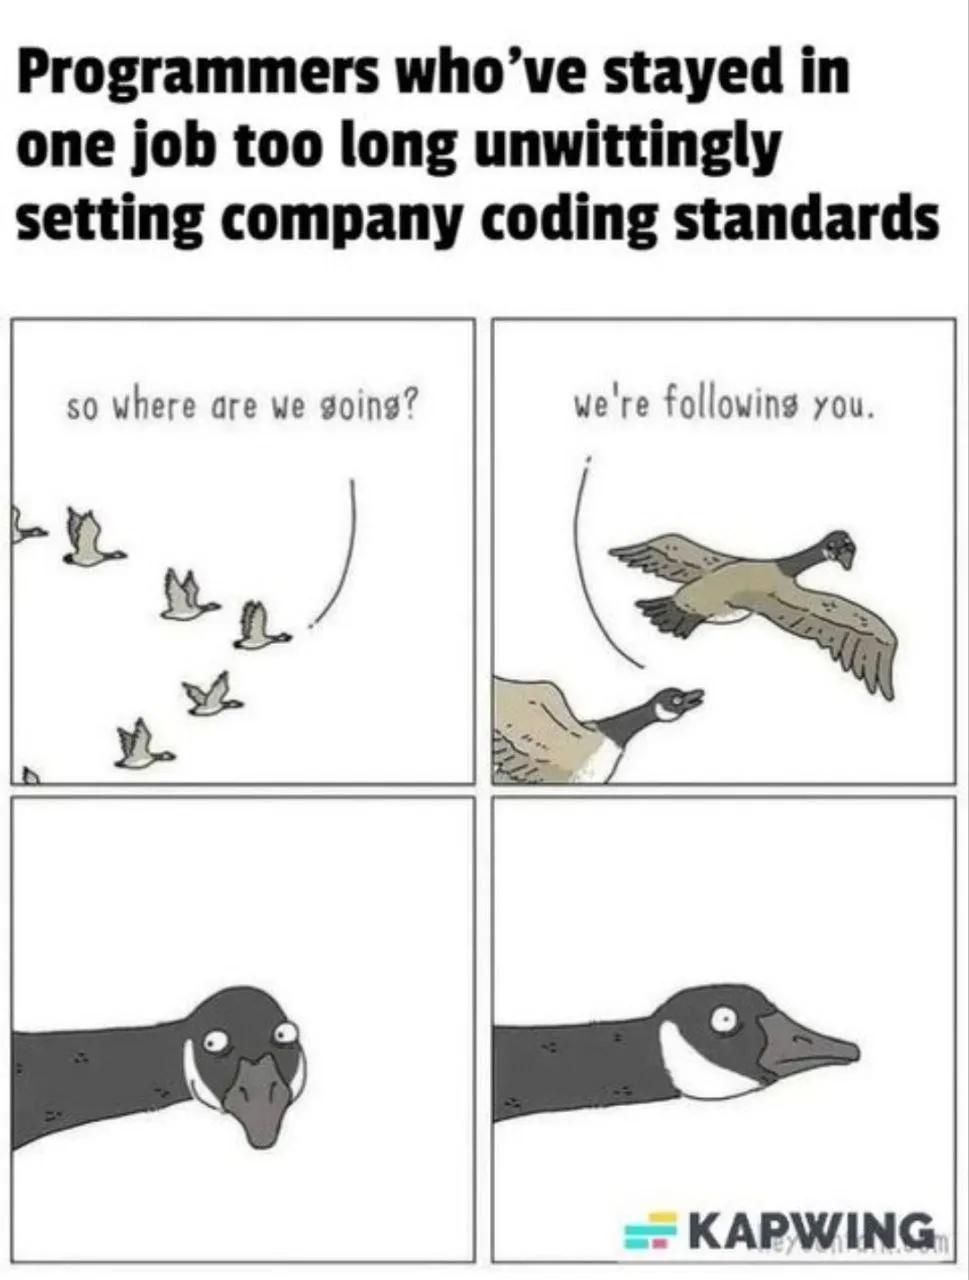 Programmers who’ve stayed in
one job too long unwittingly
setting company coding standards
so where are we going?
we're following you.
KAPWING